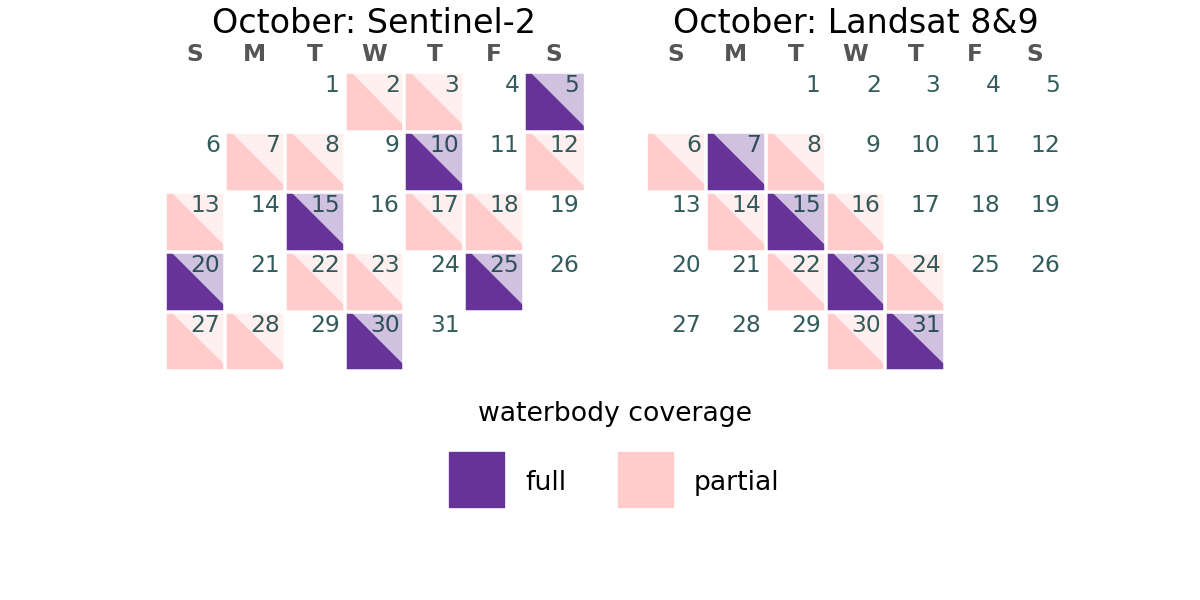 October: Sentinel-2
S M T W T F S
1 2 3 4 5
6 7 8 9 10 11 12
13 14 15 16 17 18 19
20 21 22 23 24 25 26
27 28 29 30 31
October: Landsat 8&9
S M T W T F S
1 2 3 4 5
6 7 8 9 10 11 12
13 14 15 16 17 18 19
20 21 22 23 24 25 26
27 28 29 30 31
waterbody coverage
full partial